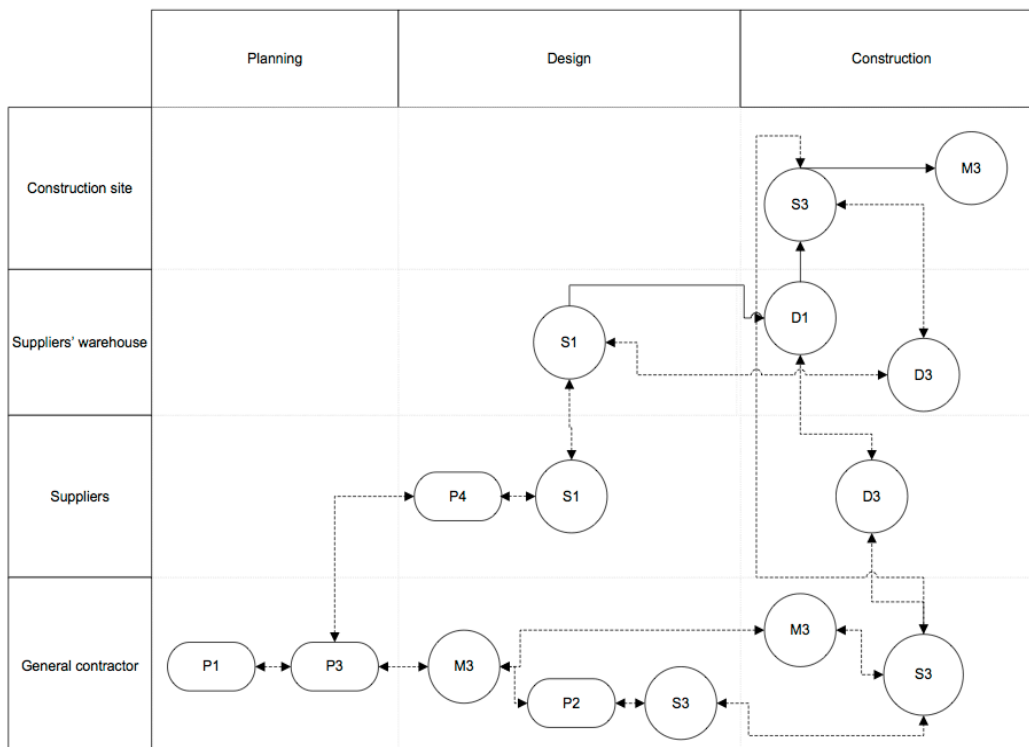 Planning
Design
Construction
Construction site
M3
S3
Suppliers' warehouse
S1
D1
D3
Suppliers
P4
S1
D3
General contractor
P1
P3
M3
P2
S3
M3
S3